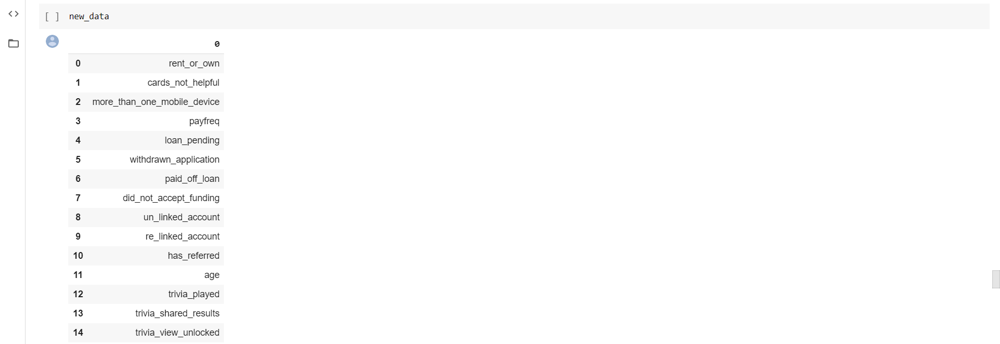 [ ] new_data
0
0 rent_or_own
1 cards_not_helpful
2 more_than_one_mobile_device
3 payfreq
4 loan_pending
5 withdrawn_application
6 paid_off_loan
7 did_not_accept_funding
8 un_linked_account
9 re_linked_account
10 has_referred
11 age
12 trivia_played
13 trivia_shared_results
14 trivia_view_unlocked